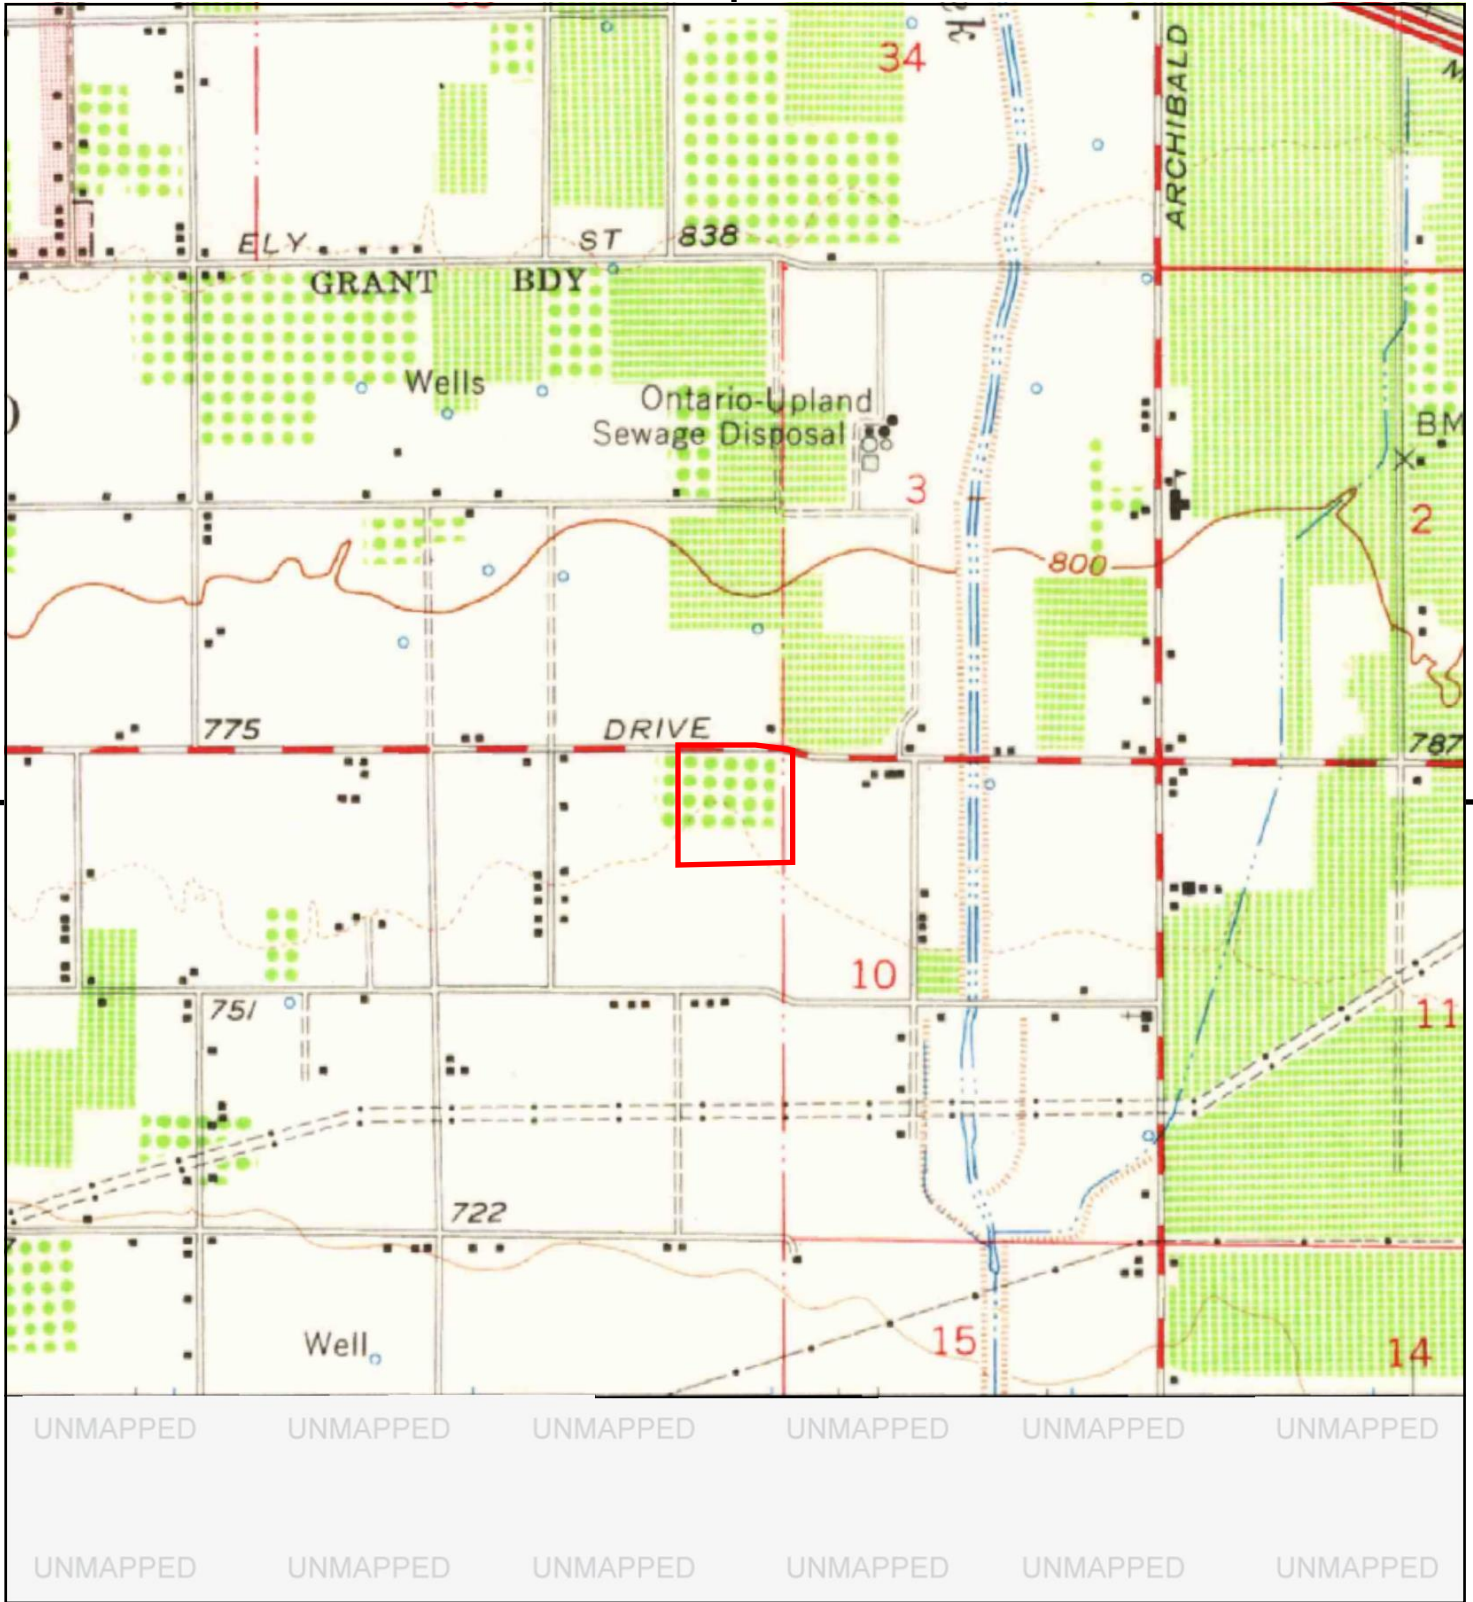 34
ARCHIBALD
ELY ST 838
GRANT BDY
Wells
Ontario-Upland
Sewage Disposal
)
BM
3
2
800
775
DRIVE
787
10
751
11
722
Well
15
14
UNMAPPED UNMAPPED UNMAPPED UNMAPPED UNMAPPED UNMAPPED
UNMAPPED UNMAPPED UNMAPPED UNMAPPED UNMAPPED UNMAPPED